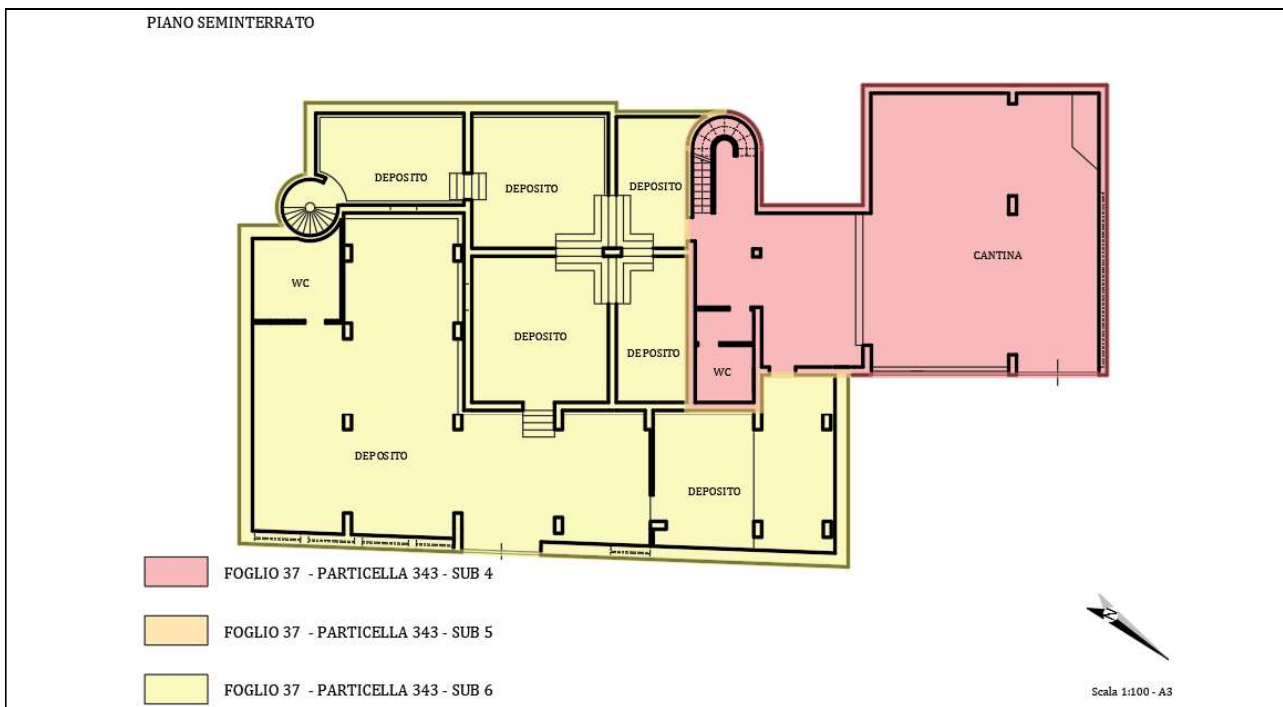 PIANO SEMINTERRATO
DEPOSITO
DEPOSITO
DEPOSITO
CANTINA
WC
DEPOSITO
DEPOSITO
WC
DEPOSITO
DEPOSITO
FOGLIO 37 - PARTICELLA 343 - SUB 4
FOGLIO 37 - PARTICELLA 343 - SUB 5
FOGLIO 37 - PARTICELLA 343 - SUB 6
N
Scala 1:100 - A3